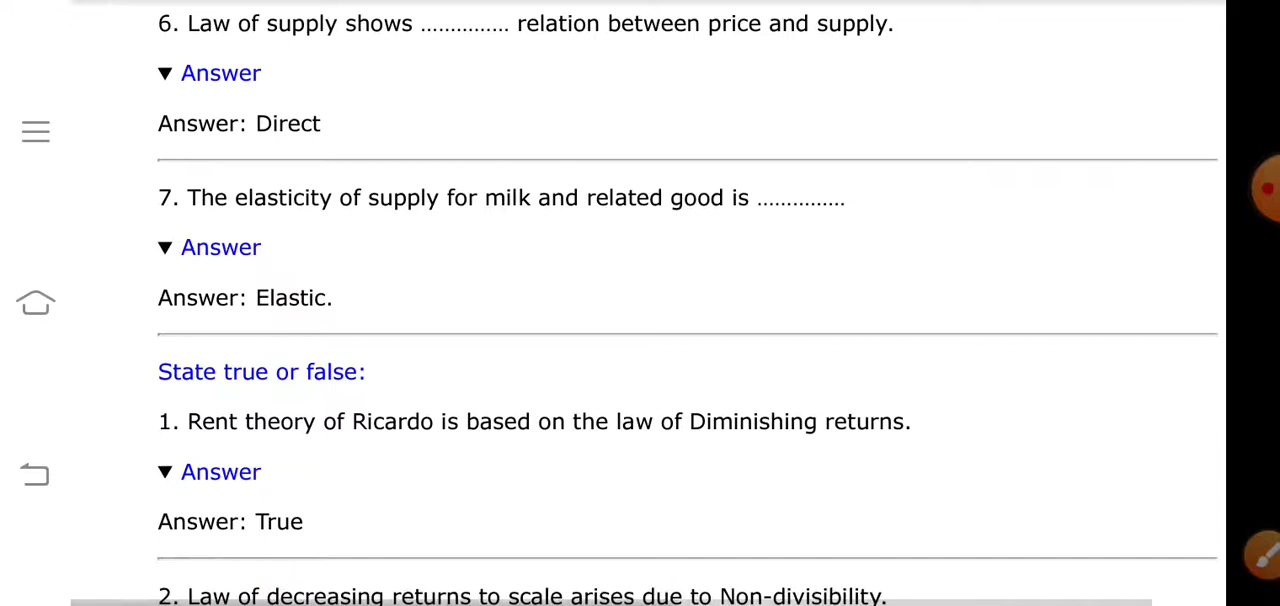 6. Law of supply shows ............... relation between price and supply.
▼ Answer
Answer: Direct
7. The elasticity of supply for milk and related good is ...............
▼ Answer
Answer: Elastic.
State true or false:
1. Rent theory of Ricardo is based on the law of Diminishing returns.
▼ Answer
Answer: True
2. Law of decreasing returns to scale arises due to Non-divisibility.